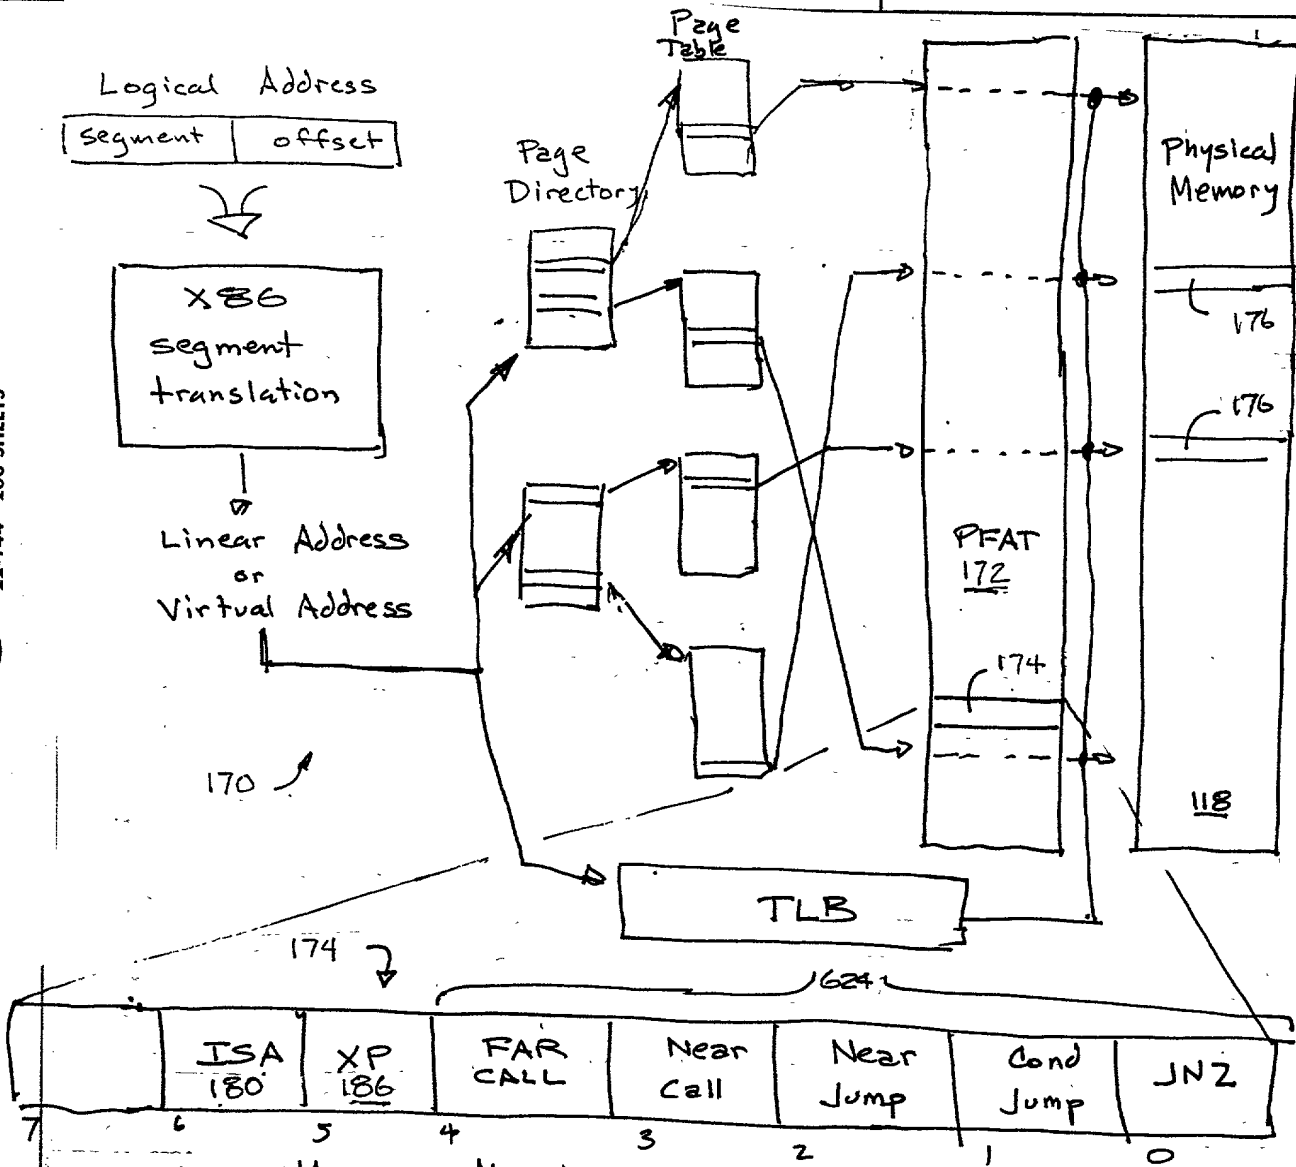 Page
Table
Logical Address
segment offset
Page
Directory
Physical
Memory
X86
segment
translation
176
176
Linear Address
or
Virtual Address
PFAT
172
174
170
118
TLB
174
624
ISA
180
XP
186
FAR
CALL
Near
Call
Near
Jump
Cond
Jump
JNZ
7 6 5 4 3 2 1 0